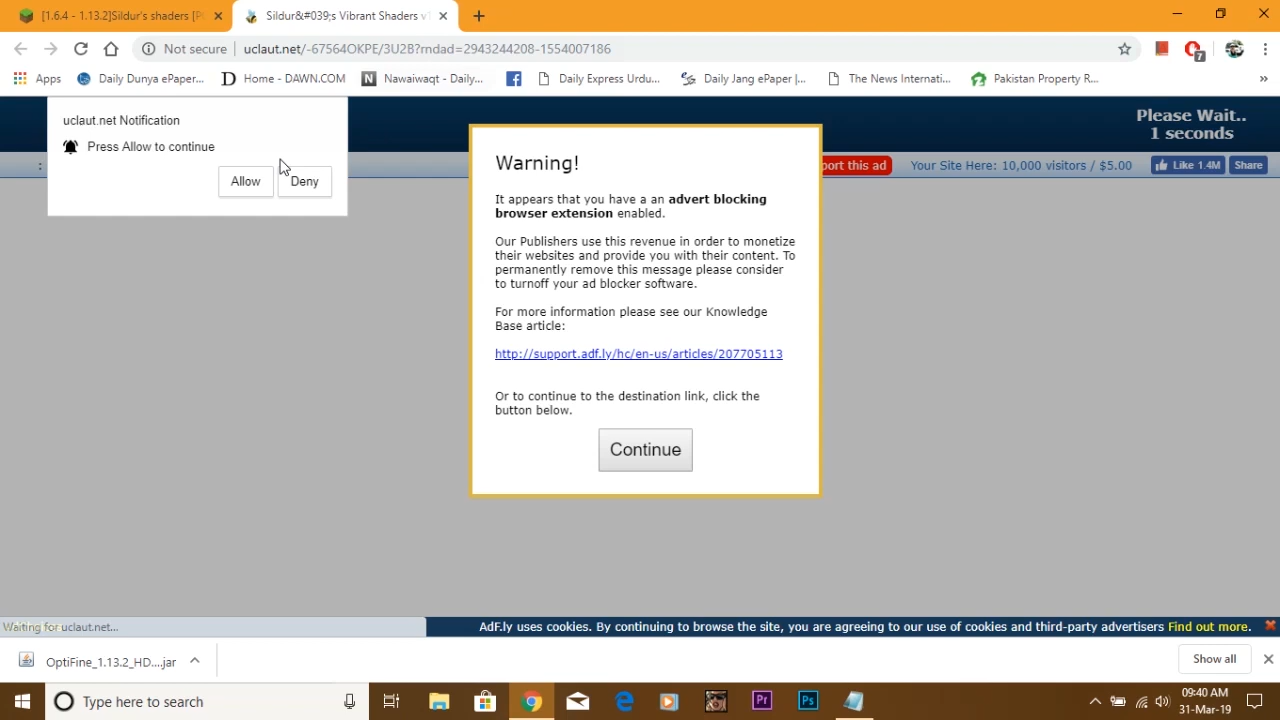 [1.6.4 - 1.13.2]Sildur's shaders [P
Sildur&#039;s Vibrant Shaders v1
Not secure
uclaut.net/-67564OKPE/3U2B?rndad=2943244208-1554007186
7
Apps
Daily Dunya ePaper...
Home - DAWN.COM
Nawaiwaqt - Daily...
Daily Express Urdu...
Daily Jang ePaper |...
The News Internati...
Pakistan Property R...
»
uclaut.net Notification
Press Allow to continue
Allow
Deny
Please Wait..
1 seconds
:
port this ad
Your Site Here: 10,000 visitors / $5.00
Like 1.4M
Share
Warning!
It appears that you have a an advert blocking
browser extension enabled.
Our Publishers use this revenue in order to monetize
their websites and provide you with their content. To
permanently remove this message please consider
to turnoff your ad blocker software.
For more information please see our Knowledge
Base article:
http://support.adf.ly/hc/en-us/articles/207705113
Or to continue to the destination link, click the
button below.
Continue
Waiting for uclaut.net...
AdF.ly uses cookies. By continuing to browse the site, you are agreeing to our use of cookies and third-party advertisers Find out more.
OptiFine_1.13.2_HD....jar
Show all
Type here to search
Pr
Ps
09:40 AM
31-Mar-19